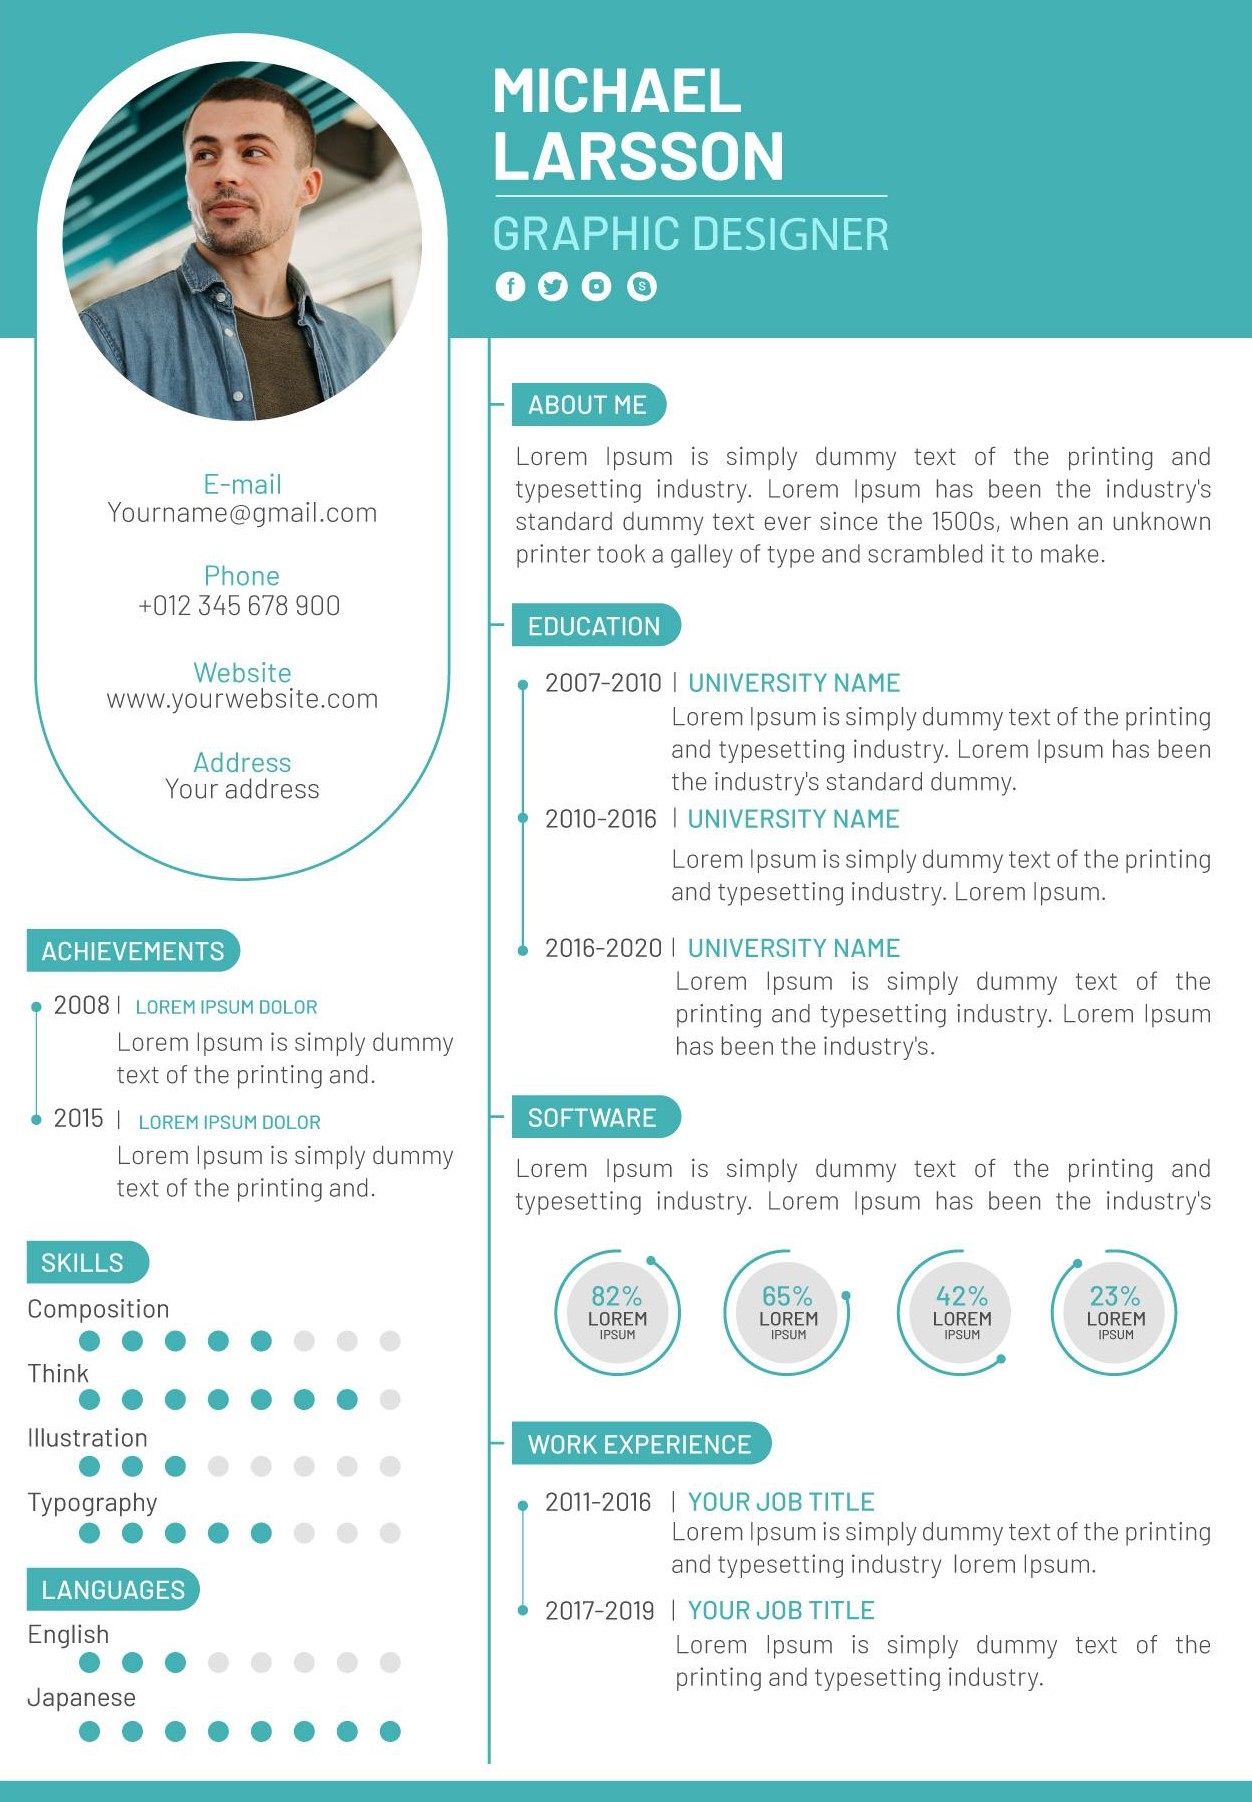 MICHAEL
LARSSON
GRAPHIC DESIGNER
E-mail
Yourname@gmail.com
Phone
+012 345 678 900
Website
www.yourwebsite.com
Address
Your address
ACHIEVEMENTS
2008 | LOREM IPSUM DOLOR
Lorem Ipsum is simply dummy
text of the printing and.
2015 | LOREM IPSUM DOLOR
Lorem Ipsum is simply dummy
text of the printing and.
SKILLS
Composition
Think
Illustration
Typography
LANGUAGES
English
Japanese
ABOUT ME
Lorem Ipsum is simply dummy text of the printing and
typesetting industry. Lorem Ipsum has been the industry's
standard dummy text ever since the 1500s, when an unknown
printer took a galley of type and scrambled it to make.
EDUCATION
2007-2010 | UNIVERSITY NAME
Lorem Ipsum is simply dummy text of the printing
and typesetting industry. Lorem Ipsum has been
the industry's standard dummy.
2010-2016 | UNIVERSITY NAME
Lorem Ipsum is simply dummy text of the printing
and typesetting industry. Lorem Ipsum.
2016-2020 | UNIVERSITY NAME
Lorem Ipsum is simply dummy text of the
printing and typesetting industry. Lorem Ipsum
has been the industry's.
SOFTWARE
Lorem Ipsum is simply dummy text of the printing and
typesetting industry. Lorem Ipsum has been the industry's
82%
LOREM
IPSUM
65%
LOREM
IPSUM
42%
LOREM
IPSUM
23%
LOREM
IPSUM
WORK EXPERIENCE
2011-2016 | YOUR JOB TITLE
Lorem Ipsum is simply dummy text of the printing
and typesetting industry lorem Ipsum.
2017-2019 | YOUR JOB TITLE
Lorem Ipsum is simply dummy text of the
printing and typesetting industry.